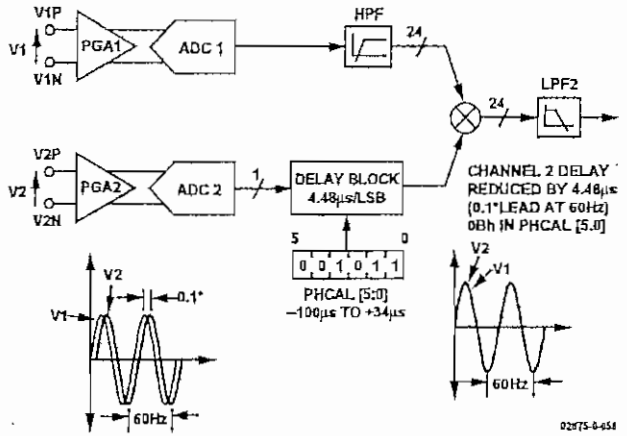 V1P
V1
V1N
PGA1
ADC 1
HPF
24
24
LPF2
V2P
V2
V2N
PGA2
ADC 2
1
DELAY BLOCK
4.48µs/LSB
CHANNEL 2 DELAY
REDUCED BY 4.48µs
(0.1°LEAD AT 60Hz)
0Bh IN PHCAL [5.0]
5
0
0 0 1 0 1 1
PHCAL [5:0]
–100µs TO +34µs
V2
V1
0.1°
60Hz
V2
V1
60Hz